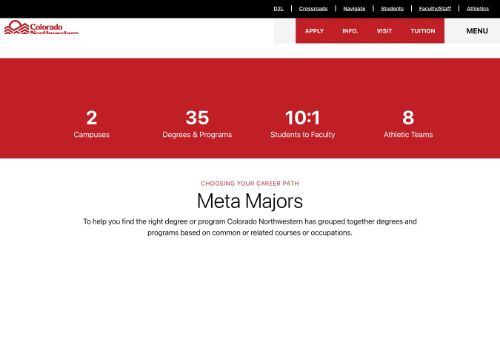 D2L Crossroads Navigate Students Faculty/Staff Athletics
Colorado
Northwestern
APPLY INFO. VISIT TUITION MENU
2 35 10:1 8
Campuses Degrees & Programs Students to Faculty Athletic Teams
CHOOSING YOUR CAREER PATH
Meta Majors
To help you find the right degree or program Colorado Northwestern has grouped together degrees and
programs based on common or related courses or occupations.